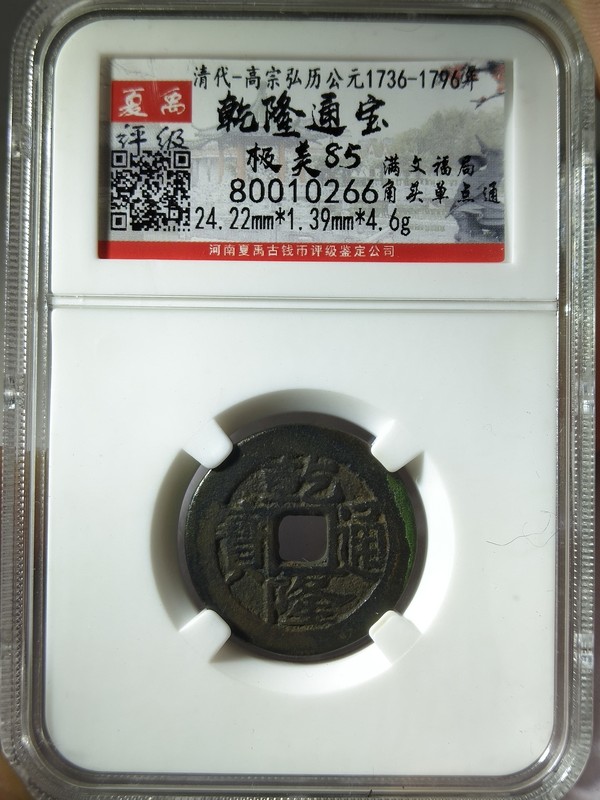 清代-高宗弘历公元1736-1796年
夏禹
评级
乾隆通宝
极美85
满文福局
80010266
角头单点通
24.22mm*1.39mm*4.6g
河南夏禹古钱币评级鉴定公司
乾
寶 通
隆